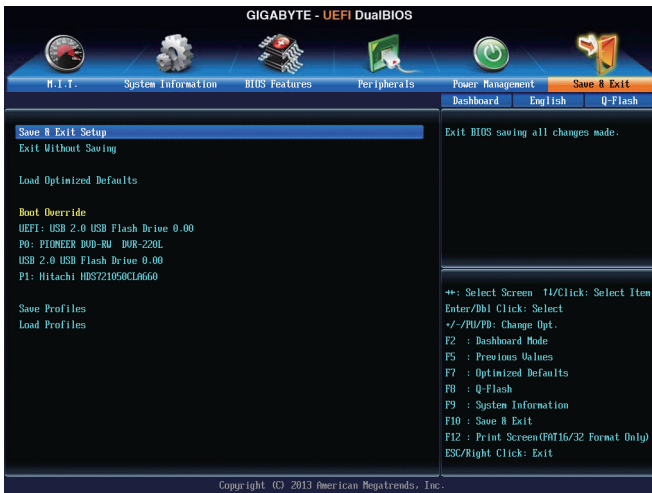 GIGABYTE - UEFI DualBIOS
M.I.T. System Information BIOS Features Peripherals Power Management Save & Exit
Dashboard English Q-Flash
Save & Exit Setup
Exit Without Saving
Load Optimized Defaults
Boot Override
UEFI: USB 2.0 USB Flash Drive 0.00
P0: PIONEER DVD-RW DVR-220L
USB 2.0 USB Flash Drive 0.00
P1: Hitachi HDS721050CLA660
Save Profiles
Load Profiles
Exit BIOS saving all changes made.
→←: Select Screen ↑↓/Click: Select Item
Enter/Dbl Click: Select
+/-/PU/PD: Change Opt.
F2 : Dashboard Mode
F5 : Previous Values
F7 : Optimized Defaults
F8 : Q-Flash
F9 : System Information
F10 : Save & Exit
F12 : Print Screen(FAT16/32 Format Only)
ESC/Right Click: Exit
Copyright (C) 2013 American Megatrends, Inc.